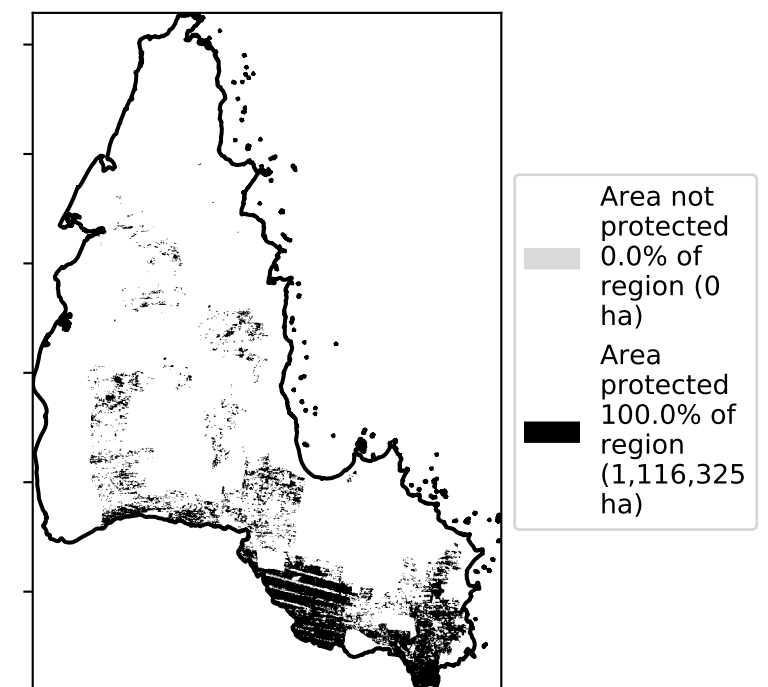 Area not
protected
0.0% of
region (0
ha)
Area
protected
100.0% of
region
(1,116,325
ha)